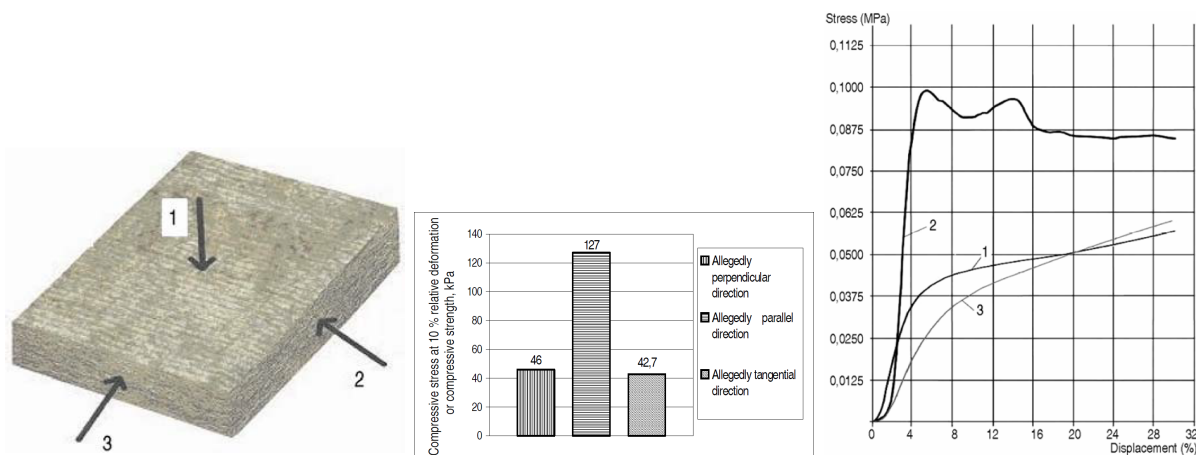 1
2
3
Compressive stress at 10 % relative deformation
or compressive strength, kPa
140
120
100
80
60
40
20
0
46
127
42,7
Allegedly
perpendicular
direction
Allegedly parallel
direction
Allegedly tangential
direction
Stress (MPa)
0,1125
0,1000
0,0875
0,0750
0,0625
0,0500
0,0375
0,0250
0,0125
2
1
3
0 4 8 12 16 20 24 28 32
Displacement (%)